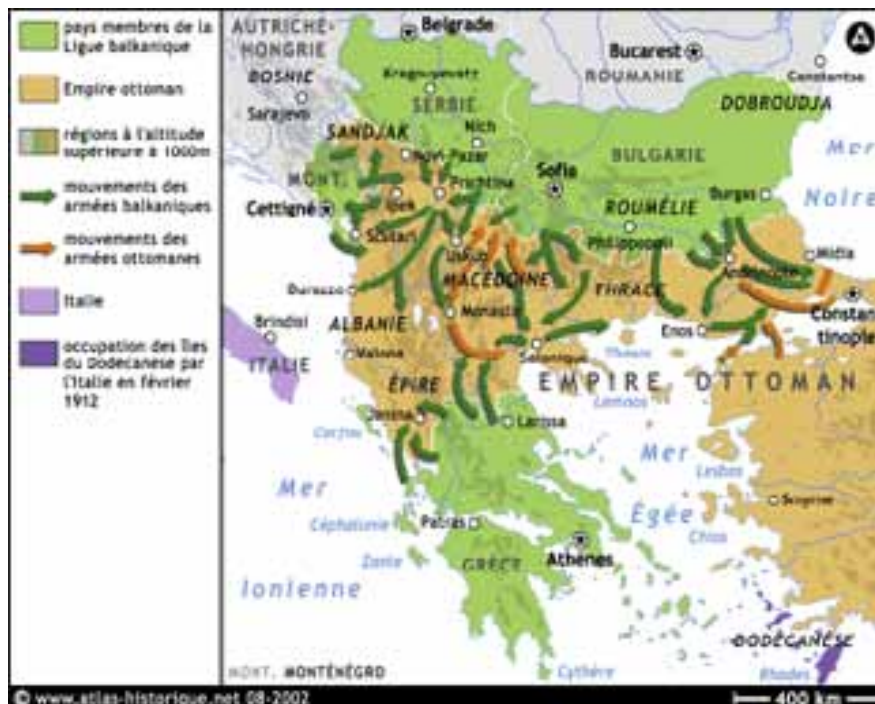 pays membres de la
Ligue balkanique
Empire ottoman
régions à l'altitude
supérieure à 1000m
mouvements des
armées balkaniques
mouvements des
armées ottomanes
Italie
occupation des îles
du Dodécanèse par
l'Italie en février
1912
AUTRICHE-
HONGRIE
Belgrade
Bucarest
ROUMANIE
Constantza
BOSNIE
Sarajevo
Kragouyevatz
SERBIE
DOBROUDJA
SANDJAK
Nich
Novi-Pazar
BULGARIE
Mer
Noire
MONT.
Prichtina
Sofia
Ipek
Bourgas
Cettigné
ROUMÉLIE
Scutari
Philippopoli
Uskub
Andrinople
Midia
MACÉDOINE
Durazzo
THRACE
Monastir
Constan
tinople
Brindisi
ALBANIE
Enos
ITALIE
Valona
Salonique
Thasos
EMPIRE OTTOMAN
ÉPIRE
Lemnos
Janina
Corfou
Larissa
Mer
Lesbos
Mer
Égée
Smyrne
Céphalonie
Patras
Chios
Athènes
Zante
GRÈCE
Ionienne
DODÉCANÈSE
MONT. MONTÉNÉGRO
Cythère
Rhodes
© www.atlas-historique.net 08-2002
400 km